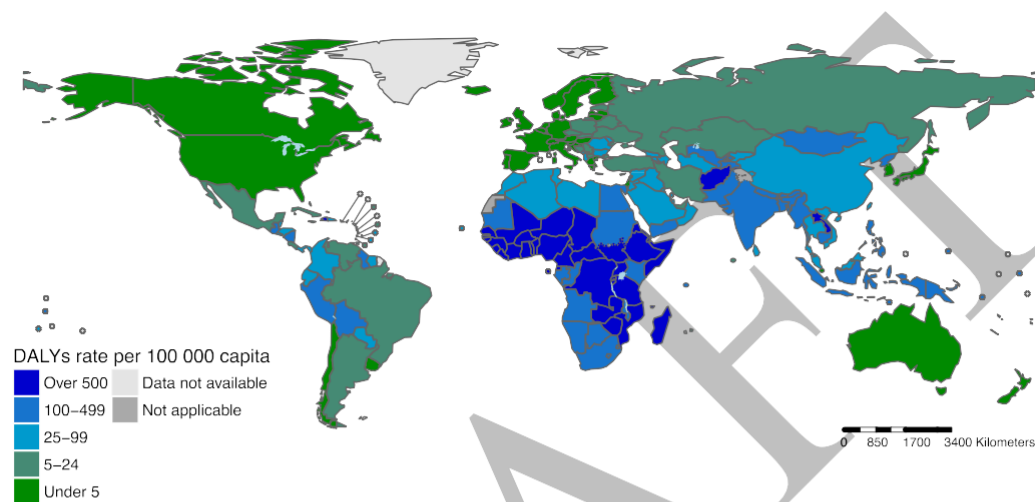 DALYs rate per 100 000 capita
Over 500
100–499
25–99
5–24
Under 5
Data not available
Not applicable
0 850 1700 3400 Kilometers